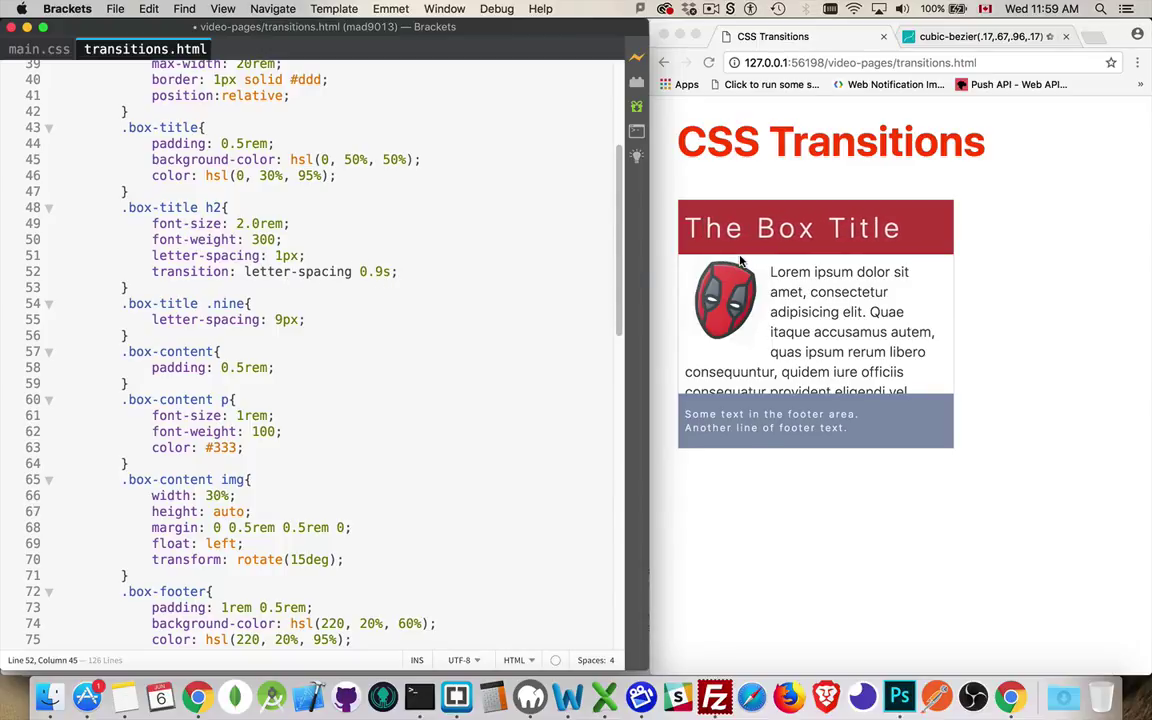 Brackets File Edit Find View Navigate Template Emmet Window Debug Help
100% Wed 11:59 AM
• video-pages/transitions.html (mad9013) — Brackets
main.css transitions.html
39 max-width: 20rem;
40 border: 1px solid #ddd;
41 position:relative;
42 }
43 .box-title{
44 padding: 0.5rem;
45 background-color: hsl(0, 50%, 50%);
46 color: hsl(0, 30%, 95%);
47 }
48 .box-title h2{
49 font-size: 2.0rem;
50 font-weight: 300;
51 letter-spacing: 1px;
52 transition: letter-spacing 0.9s;
53 }
54 .box-title .nine{
55 letter-spacing: 9px;
56 }
57 .box-content{
58 padding: 0.5rem;
59 }
60 .box-content p{
61 font-size: 1rem;
62 font-weight: 100;
63 color: #333;
64 }
65 .box-content img{
66 width: 30%;
67 height: auto;
68 margin: 0 0.5rem 0.5rem 0;
69 float: left;
70 transform: rotate(15deg);
71 }
72 .box-footer{
73 padding: 1rem 0.5rem;
74 background-color: hsl(220, 20%, 60%);
75 color: hsl(220, 20%, 95%);
Line 52, Column 45 — 126 Lines
INS UTF-8 HTML Spaces: 4
CSS Transitions cubic-bezier(.17,.67,.96,.17)
127.0.0.1:56198/video-pages/transitions.html
Apps Click to run some s... Web Notification Im... Push API - Web API... »
CSS Transitions
The Box Title
Lorem ipsum dolor sit
amet, consectetur
adipisicing elit. Quae
itaque accusamus autem,
quas ipsum rerum libero
consequuntur, quidem iure officiis
consequatur provident eligendi vel
Some text in the footer area.
Another line of footer text.